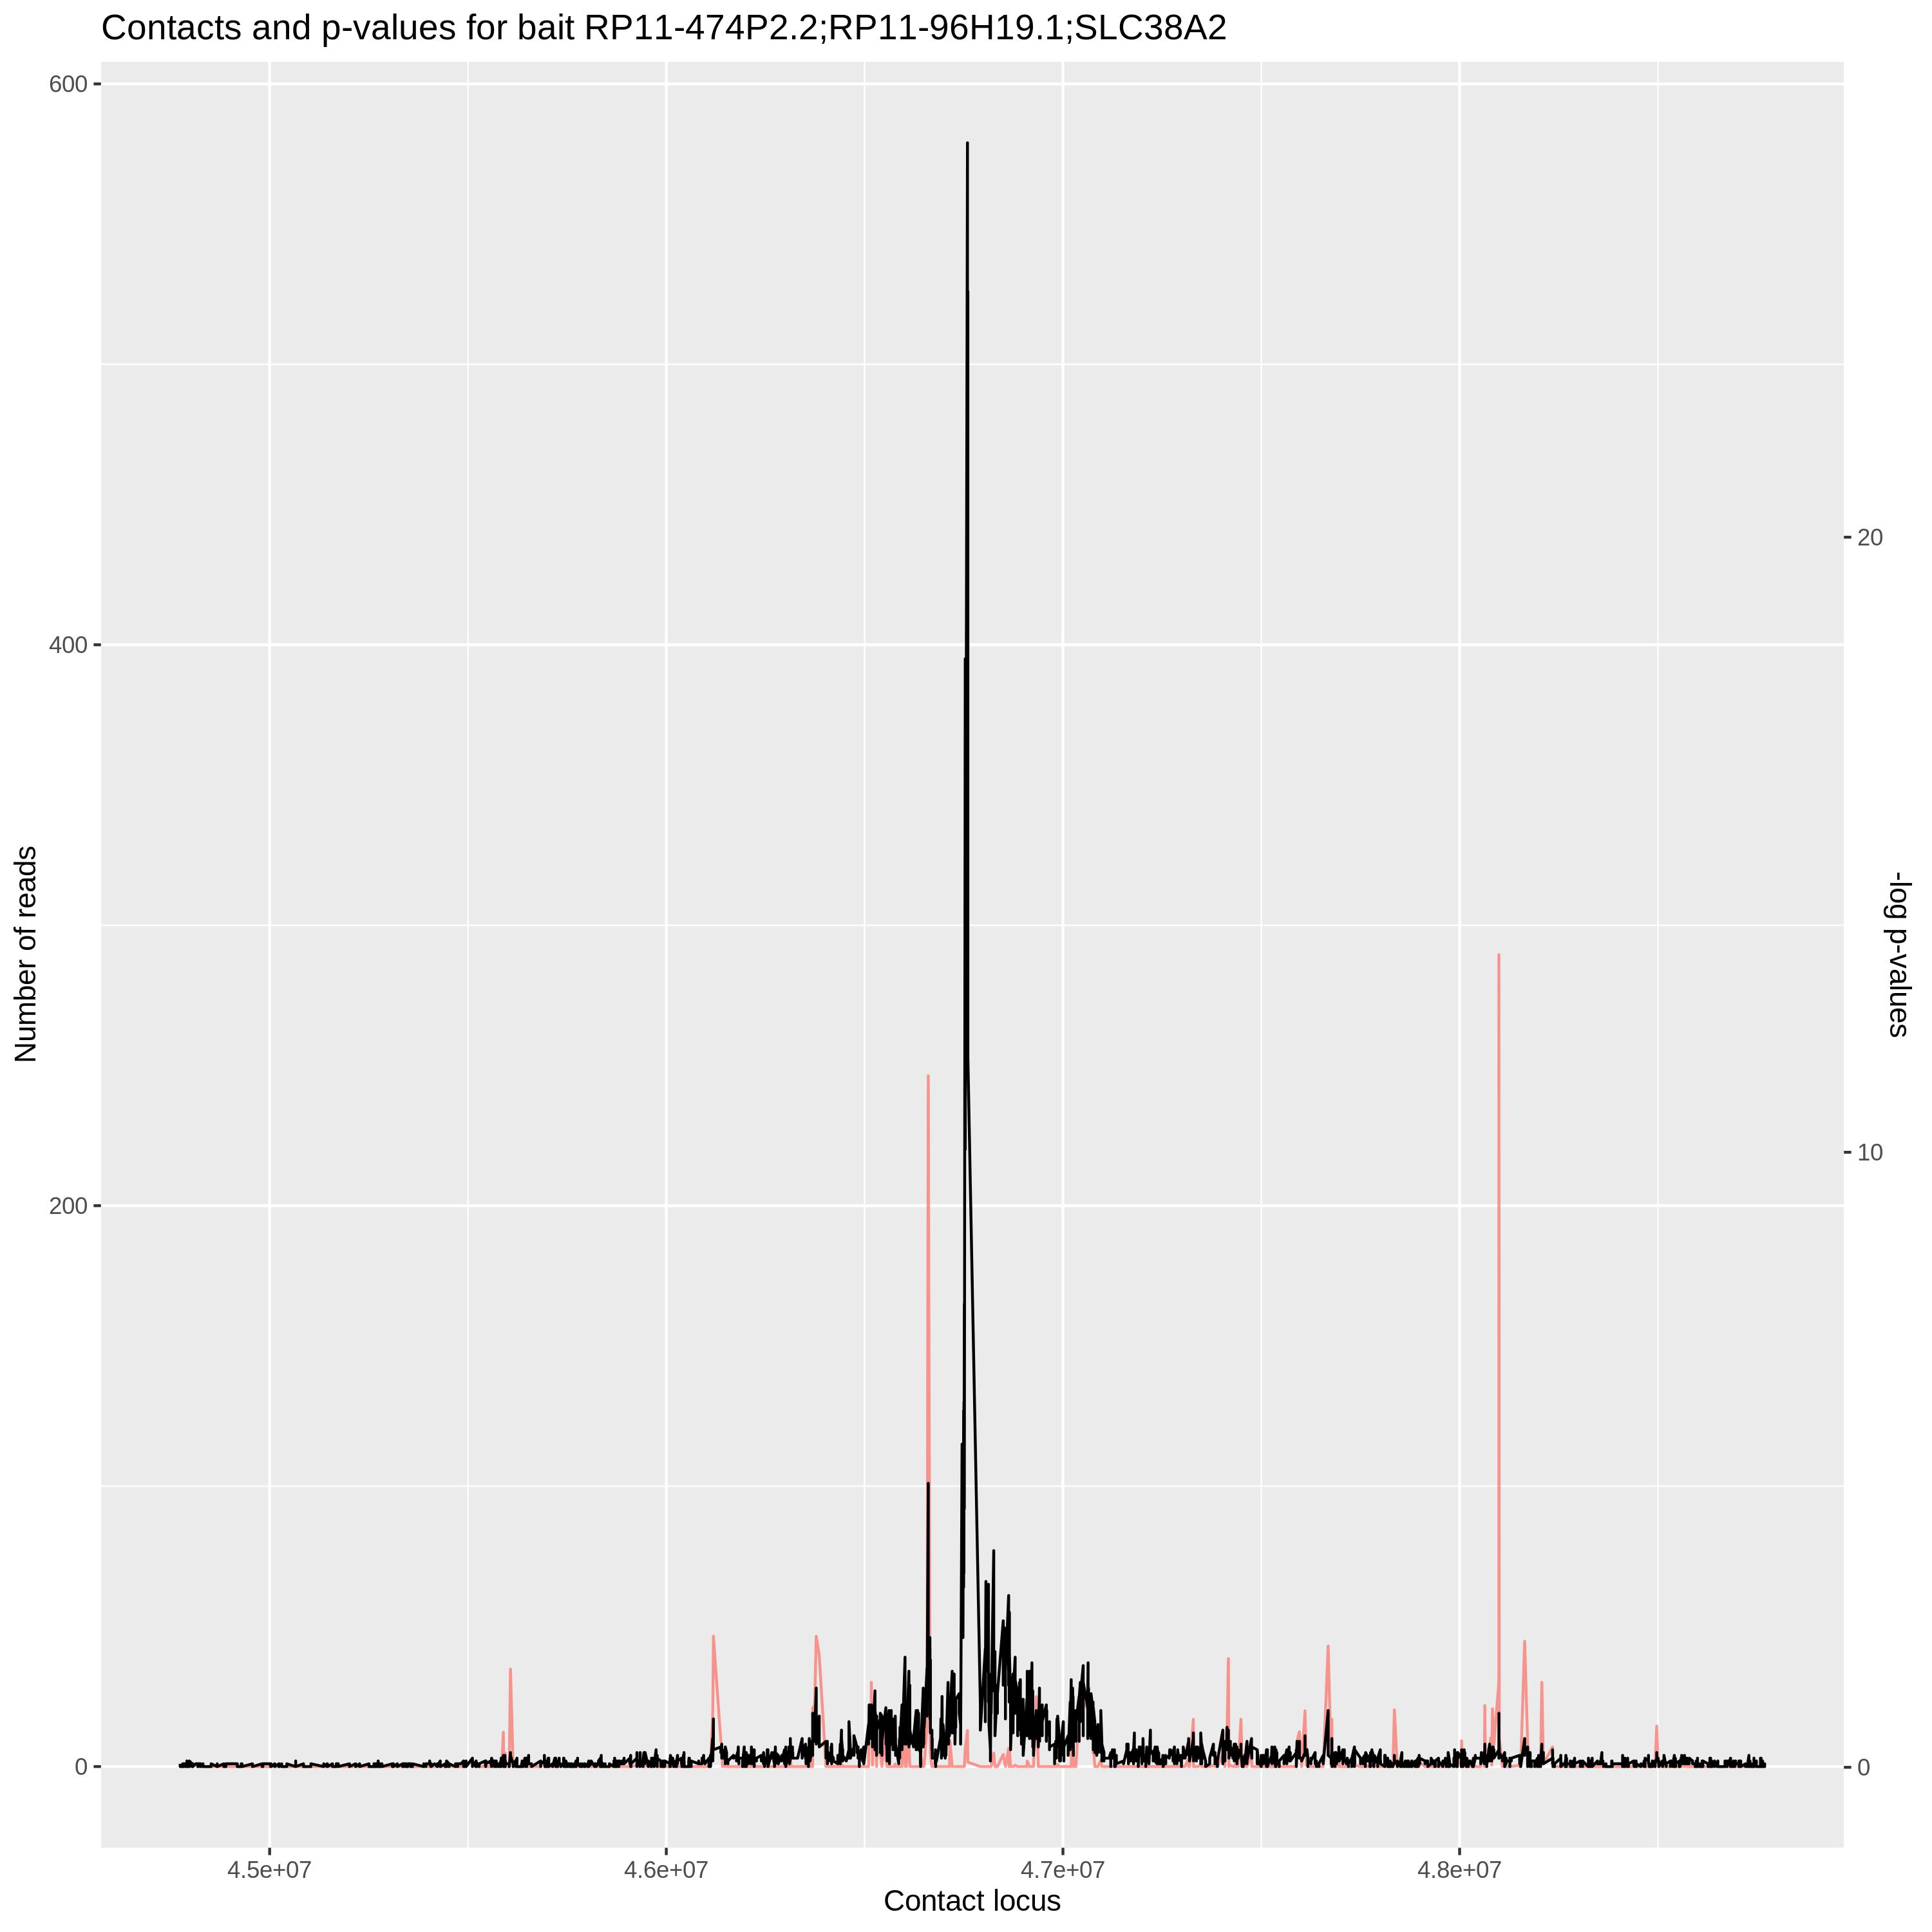 Contacts and p-values for bait RP11-474P2.2;RP11-96H19.1;SLC38A2
600
400
200
0
Number of reads
20
10
0
-log p-values
4.5e+07
4.6e+07
4.7e+07
4.8e+07
Contact locus